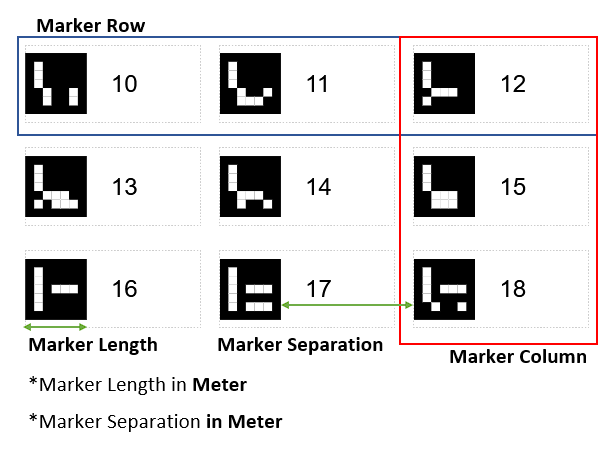 Marker Row
10 11 12
13 14 15
16 17 18
Marker Length Marker Separation
Marker Column
*Marker Length in Meter
*Marker Separation in Meter